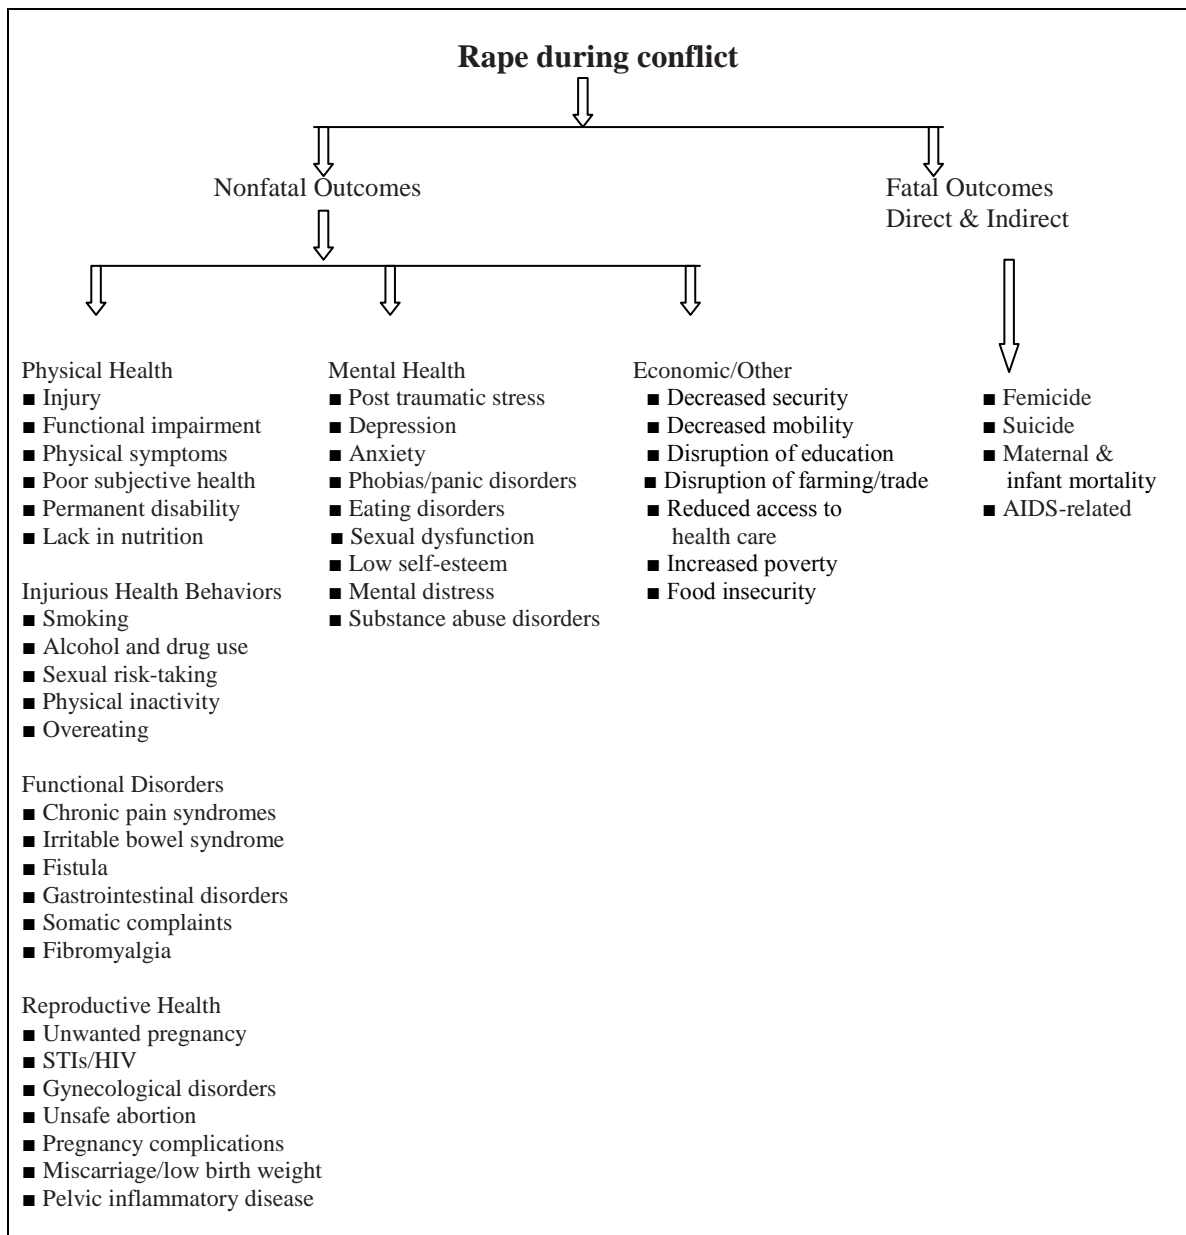 Rape during conflict
Nonfatal Outcomes
Fatal Outcomes
Direct & Indirect
Physical Health
■ Injury
■ Functional impairment
■ Physical symptoms
■ Poor subjective health
■ Permanent disability
■ Lack in nutrition
Injurious Health Behaviors
■ Smoking
■ Alcohol and drug use
■ Sexual risk-taking
■ Physical inactivity
■ Overeating
Functional Disorders
■ Chronic pain syndromes
■ Irritable bowel syndrome
■ Fistula
■ Gastrointestinal disorders
■ Somatic complaints
■ Fibromyalgia
Reproductive Health
■ Unwanted pregnancy
■ STIs/HIV
■ Gynecological disorders
■ Unsafe abortion
■ Pregnancy complications
■ Miscarriage/low birth weight
■ Pelvic inflammatory disease
Mental Health
■ Post traumatic stress
■ Depression
■ Anxiety
■ Phobias/panic disorders
■ Eating disorders
■ Sexual dysfunction
■ Low self-esteem
■ Mental distress
■ Substance abuse disorders
Economic/Other
■ Decreased security
■ Decreased mobility
■ Disruption of education
■ Disruption of farming/trade
■ Reduced access to
health care
■ Increased poverty
■ Food insecurity
■ Femicide
■ Suicide
■ Maternal &
infant mortality
■ AIDS-related